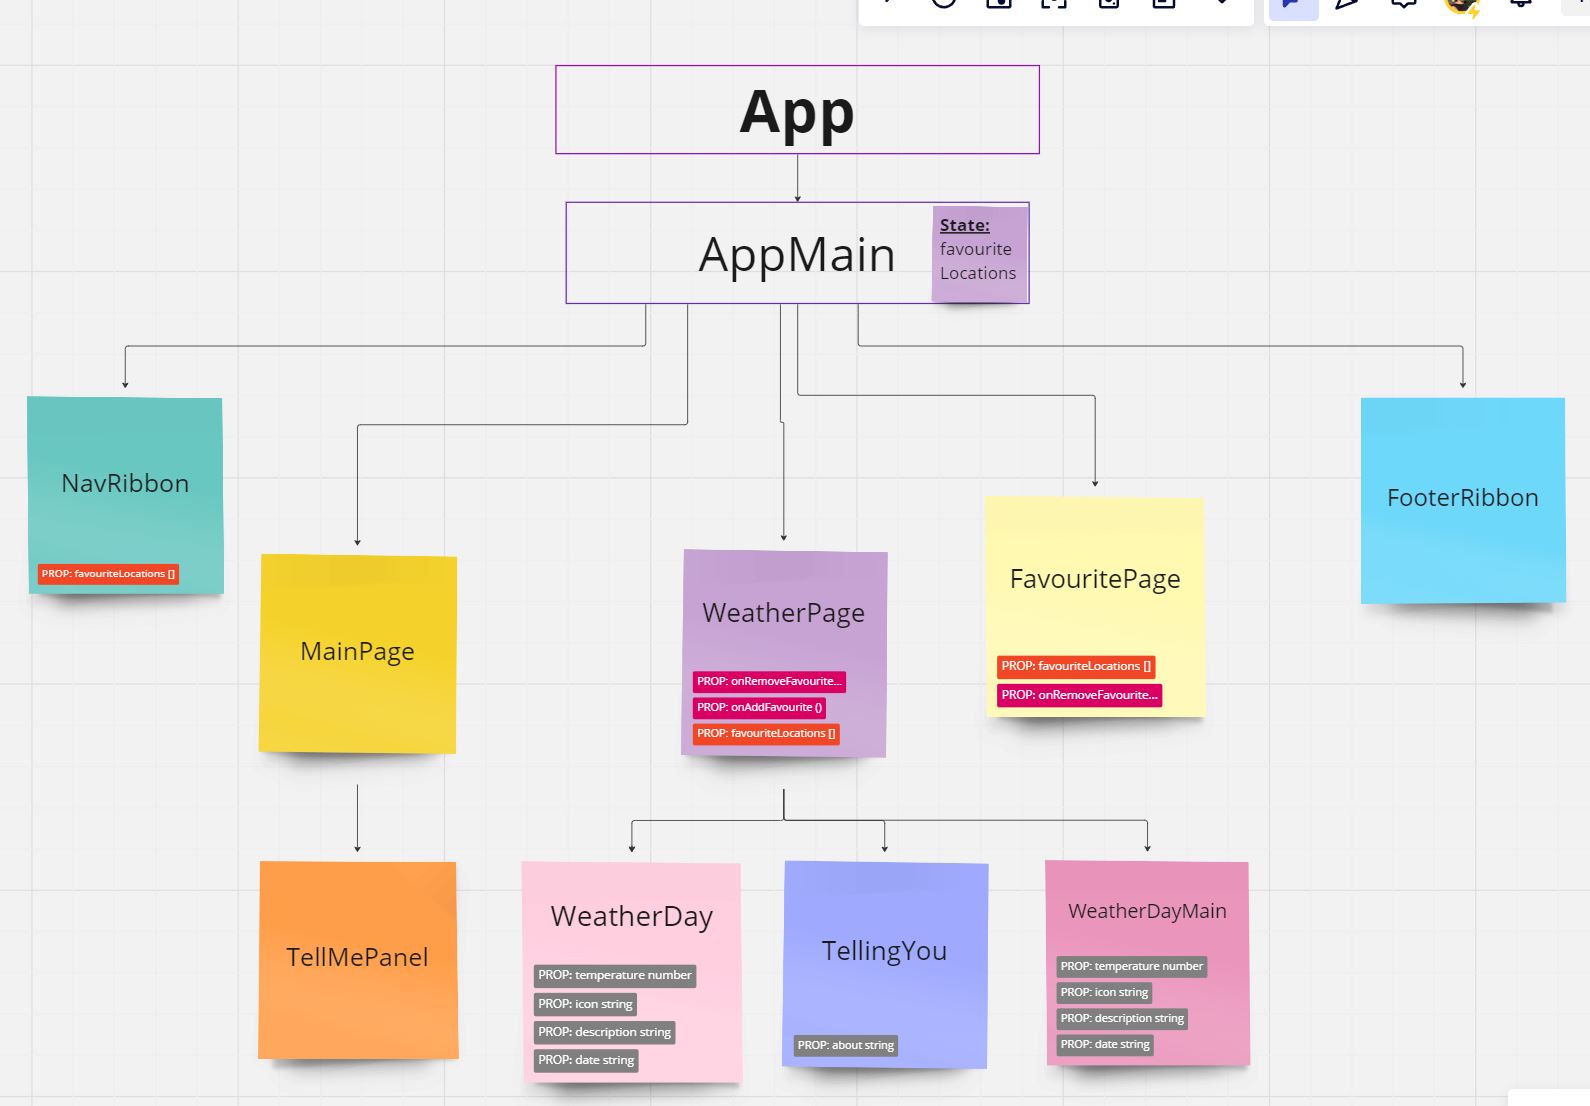 App
AppMain
State:
favourite
Locations
NavRibbon
PROP: favouriteLocations []
MainPage
WeatherPage
PROP: onRemoveFavourite...
PROP: onAddFavourite ()
PROP: favouriteLocations []
FavouritePage
PROP: favouriteLocations []
PROP: onRemoveFavourite...
FooterRibbon
TellMePanel
WeatherDay
PROP: temperature number
PROP: icon string
PROP: description string
PROP: date string
TellingYou
PROP: about string
WeatherDayMain
PROP: temperature number
PROP: icon string
PROP: description string
PROP: date string